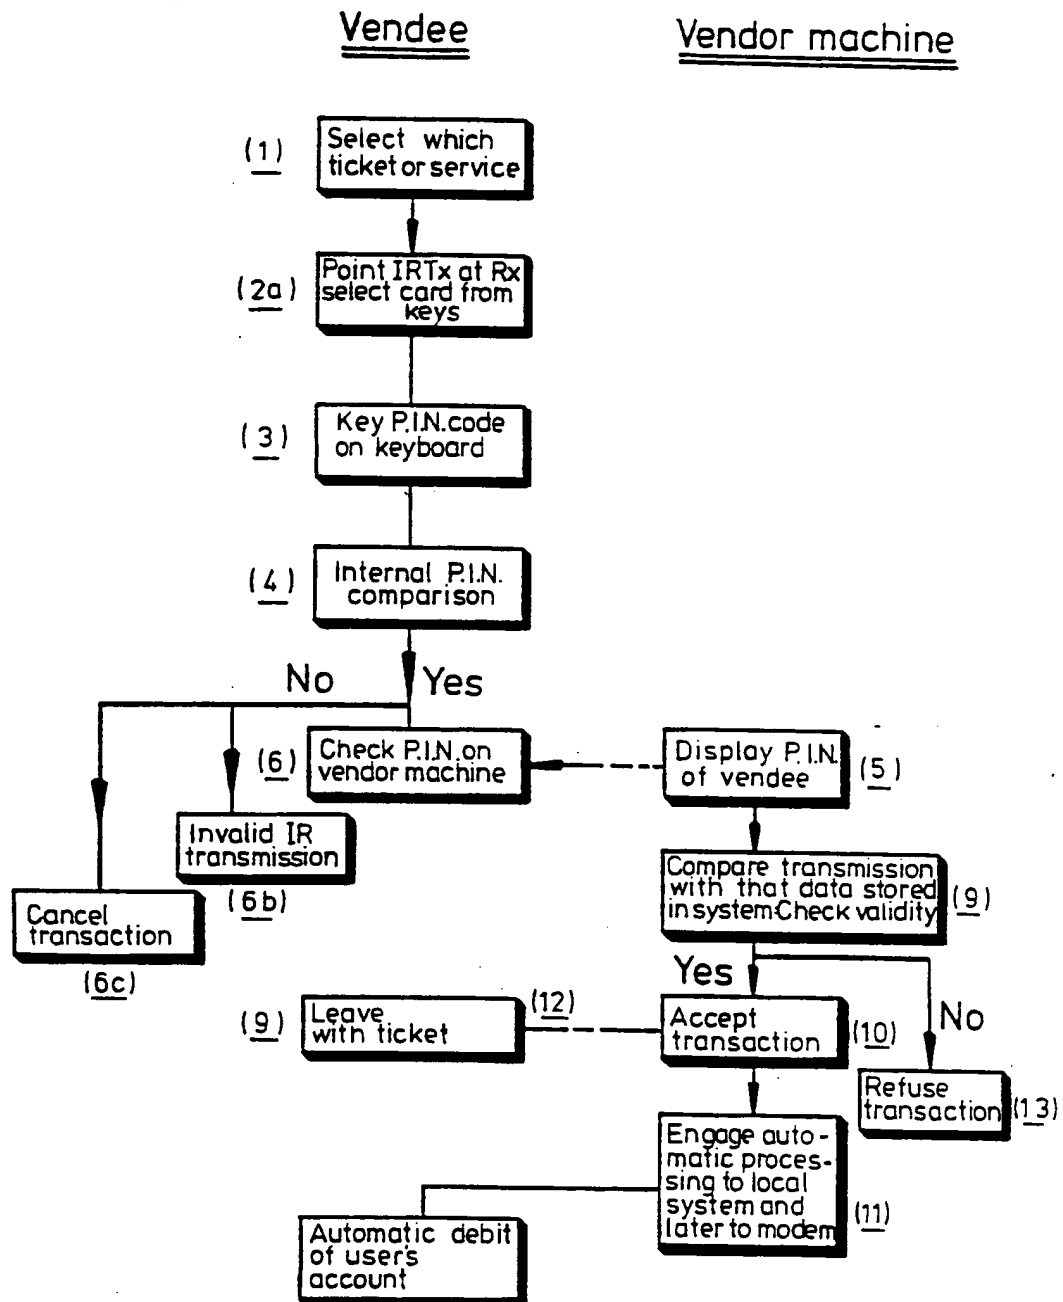 Vendee
Vendor machine
(1)
Select which
ticket or service
(2a)
Point IRTx at Rx
select card from
keys
(3)
Key P.I.N. code
on keyboard
(4)
Internal P.I.N.
comparison
No
Yes
(6)
Check P.I.N. on
vendor machine
Display P.I.N.
of vendee
(5)
Invalid IR
transmission
(6b)
Cancel
transaction
(6c)
Compare transmission
with that data stored
in system-Check validity
(9)
Yes
No
(9)
Leave
with ticket
(12)
Accept
transaction
(10)
Refuse
transaction
(13)
Engage auto-
matic proces-
sing to local
system and
later to modem
(11)
Automatic debit
of user's
account